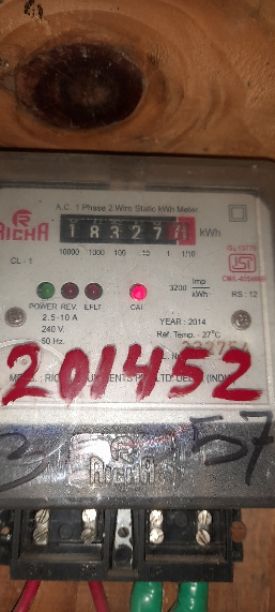 A.C. 1 Phase 2 Wire Static kWh Meter
RICHA
18327 kWh
10000 1000 100 10 1 1/10
CL - 1
3200 Imp/kWh
RS : 12
POWER REV. E/FLT CAL
2.5-10 A
240 V.
50 Hz.
YEAR : 2014
Ref. Temp. - 27°C
201452
57
RICHA